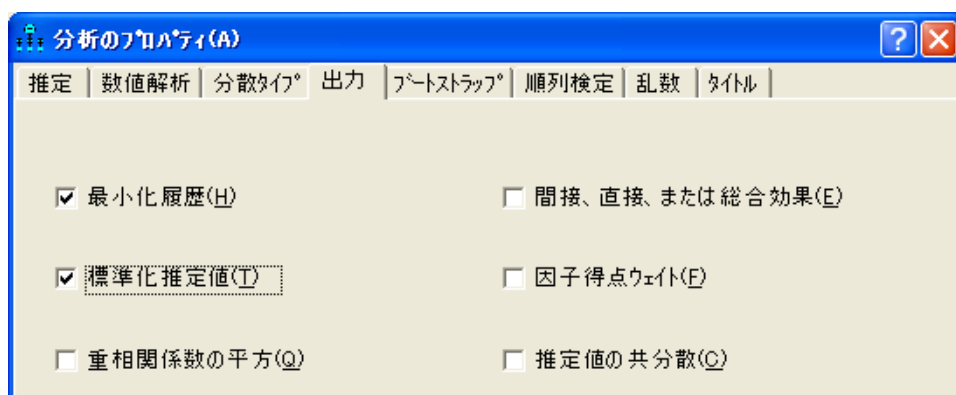 分析のﾌﾟﾛﾊﾟﾃｨ(A)
推定 数値解析 分散ﾀｲﾌﾟ 出力 ﾌﾞｰﾄｽﾄﾗｯﾌﾟ 順列検定 乱数 ﾀｲﾄﾙ
最小化履歴(H) 間接、直接、または総合効果(E)
標準化推定値(T) 因子得点ｳｪｲﾄ(F)
重相関係数の平方(Q) 推定値の共分散(C)